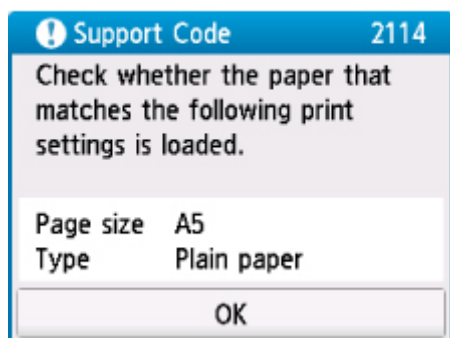 Support Code 2114
Check whether the paper that
matches the following print
settings is loaded.
Page size A5
Type Plain paper
OK